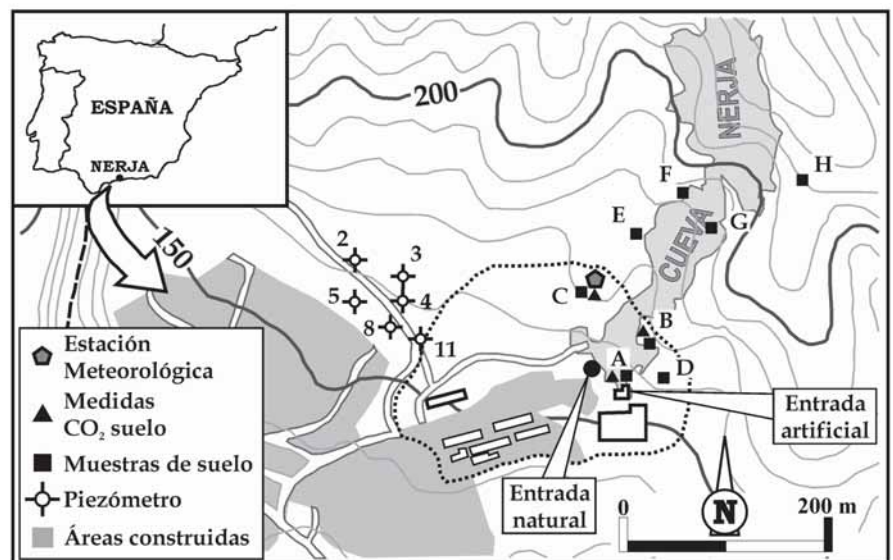 ESPAÑA
NERJA
200
150
NERJA
CUEVA
H
F
G
E
2
3
5
4
C
8
11
B
A
D
Estación
Meteorológica
Medidas
CO₂ suelo
Muestras de suelo
Piezómetro
Áreas construidas
Entrada
artificial
Entrada
natural
0
200 m
N